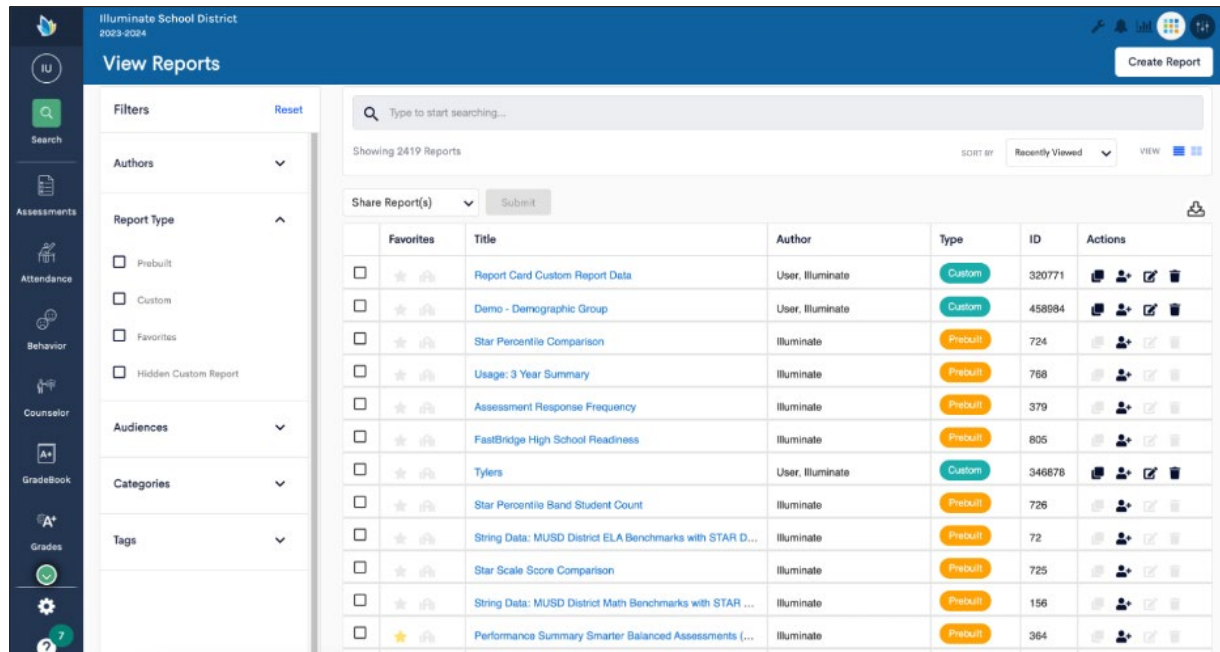 Illuminate School District
2023-2024
View Reports
Create Report
IU
Search
Assessments
Attendance
Behavior
Counselor
A+
GradeBook
A+
Grades
7
Filters Reset
Authors
Report Type
Prebuilt
Custom
Favorites
Hidden Custom Report
Audiences
Categories
Tags
Type to start searching...
Showing 2419 Reports SORT BY Recently Viewed VIEW
Share Report(s) Submit
Favorites Title Author Type ID Actions
Report Card Custom Report Data User, Illuminate Custom 320771
Demo - Demographic Group User, Illuminate Custom 458984
Star Percentile Comparison Illuminate Prebuilt 724
Usage: 3 Year Summary Illuminate Prebuilt 768
Assessment Response Frequency Illuminate Prebuilt 379
FastBridge High School Readiness Illuminate Prebuilt 805
Tylers User, Illuminate Custom 346878
Star Percentile Band Student Count Illuminate Prebuilt 726
String Data: MUSD District ELA Benchmarks with STAR D... Illuminate Prebuilt 72
Star Scale Score Comparison Illuminate Prebuilt 725
String Data: MUSD District Math Benchmarks with STAR ... Illuminate Prebuilt 156
Performance Summary Smarter Balanced Assessments (... Illuminate Prebuilt 364